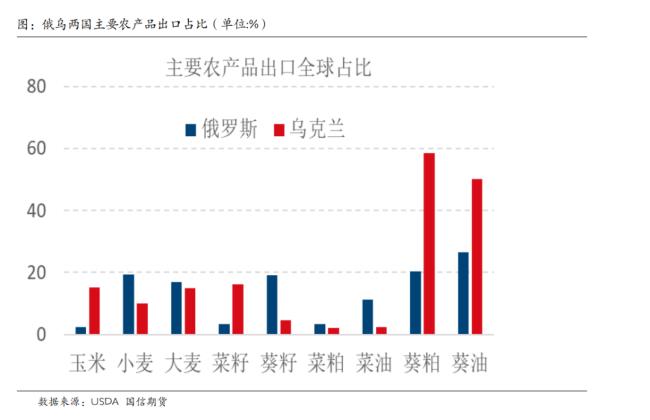 图：俄乌两国主要农产品出口占比（单位:%）
主要农产品出口全球占比
俄罗斯 乌克兰
80
60
40
20
0
玉米 小麦 大麦 菜籽 葵籽 菜粕 菜油 葵粕 葵油
数据来源：USDA 国信期货